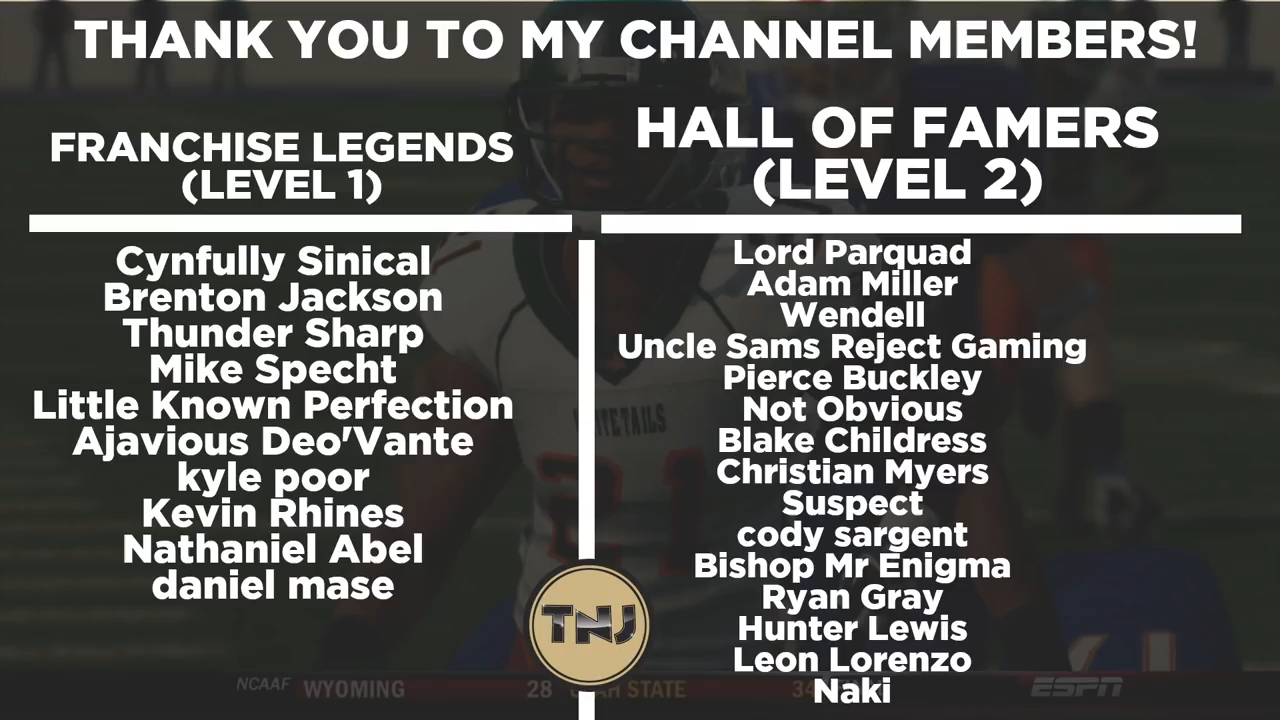 THANK YOU TO MY CHANNEL MEMBERS!
FRANCHISE LEGENDS
(LEVEL 1)
Cynfully Sinical
Brenton Jackson
Thunder Sharp
Mike Specht
Little Known Perfection
Ajavious Deo'Vante
kyle poor
Kevin Rhines
Nathaniel Abel
daniel mase
HALL OF FAMERS
(LEVEL 2)
Lord Parquad
Adam Miller
Wendell
Uncle Sams Reject Gaming
Pierce Buckley
Not Obvious
Blake Childress
Christian Myers
Suspect
cody sargent
Bishop Mr Enigma
Ryan Gray
Hunter Lewis
Leon Lorenzo
Naki
TNJ
21
NCAAF WYOMING 28 STATE 34 ESPN